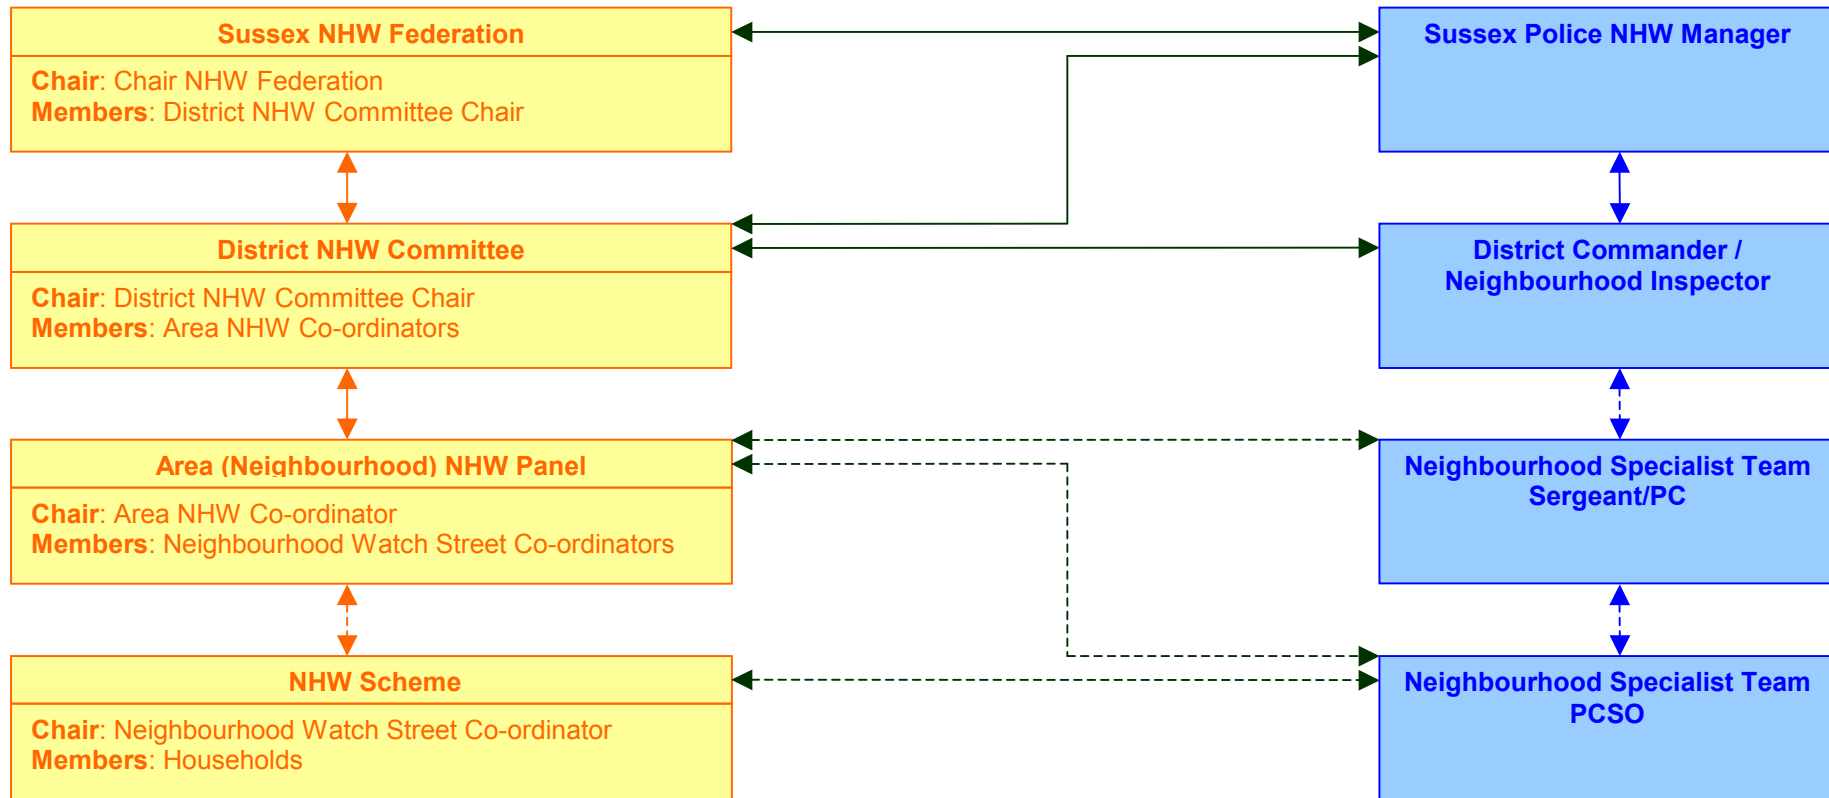 Sussex NHW Federation
Chair: Chair NHW Federation
Members: District NHW Committee Chair
Sussex Police NHW Manager
District NHW Committee
Chair: District NHW Committee Chair
Members: Area NHW Co-ordinators
District Commander /
Neighbourhood Inspector
Area (Neighbourhood) NHW Panel
Chair: Area NHW Co-ordinator
Members: Neighbourhood Watch Street Co-ordinators
Neighbourhood Specialist Team
Sergeant/PC
NHW Scheme
Chair: Neighbourhood Watch Street Co-ordinator
Members: Households
Neighbourhood Specialist Team
PCSO